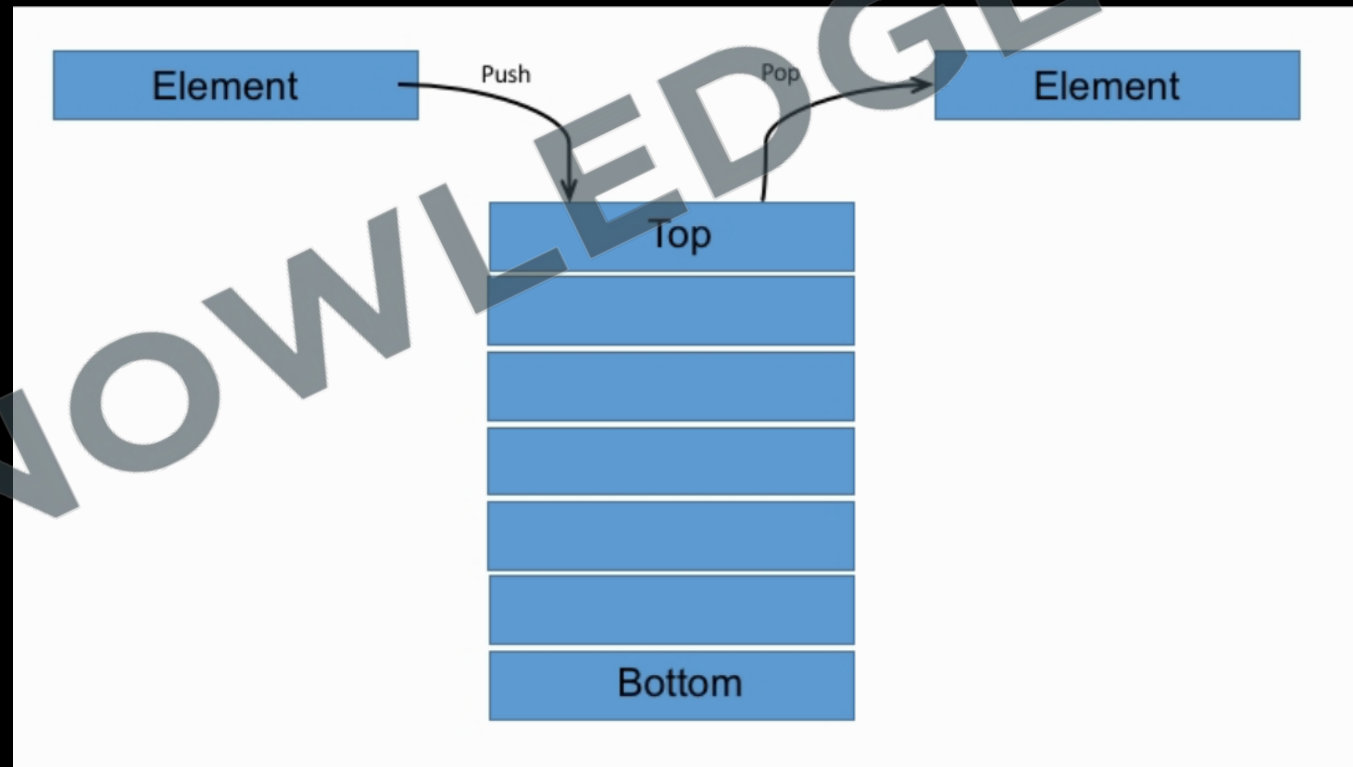 Element
Push
Pop
Element
Top
Bottom
NOWLEDGE